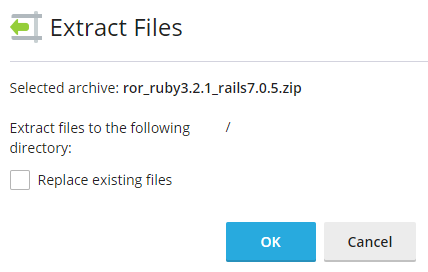 Extract Files
Selected archive: ror_ruby3.2.1_rails7.0.5.zip
Extract files to the following /
directory:
Replace existing files
OK Cancel